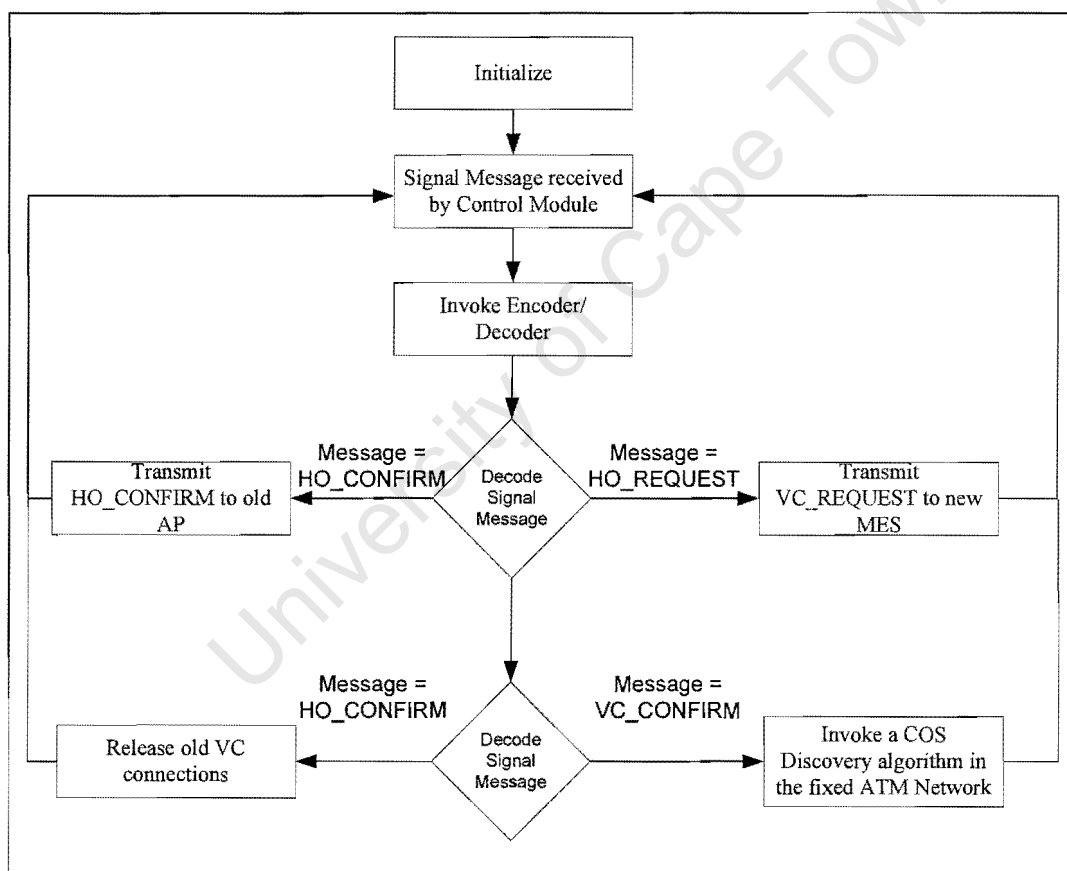 Initialize
Signal Message received
by Control Module
Invoke Encoder/
Decoder
Message =
HO_CONFIRM
Message =
HO_REQUEST
Transmit
HO_CONFIRM to old
AP
Decode
Signal
Message
Transmit
VC_REQUEST to new
MES
Message =
HO_CONFIRM
Message =
VC_CONFIRM
Release old VC
connections
Decode
Signal
Message
Invoke a COS
Discovery algorithm in
the fixed ATM Network
University of Cape Town